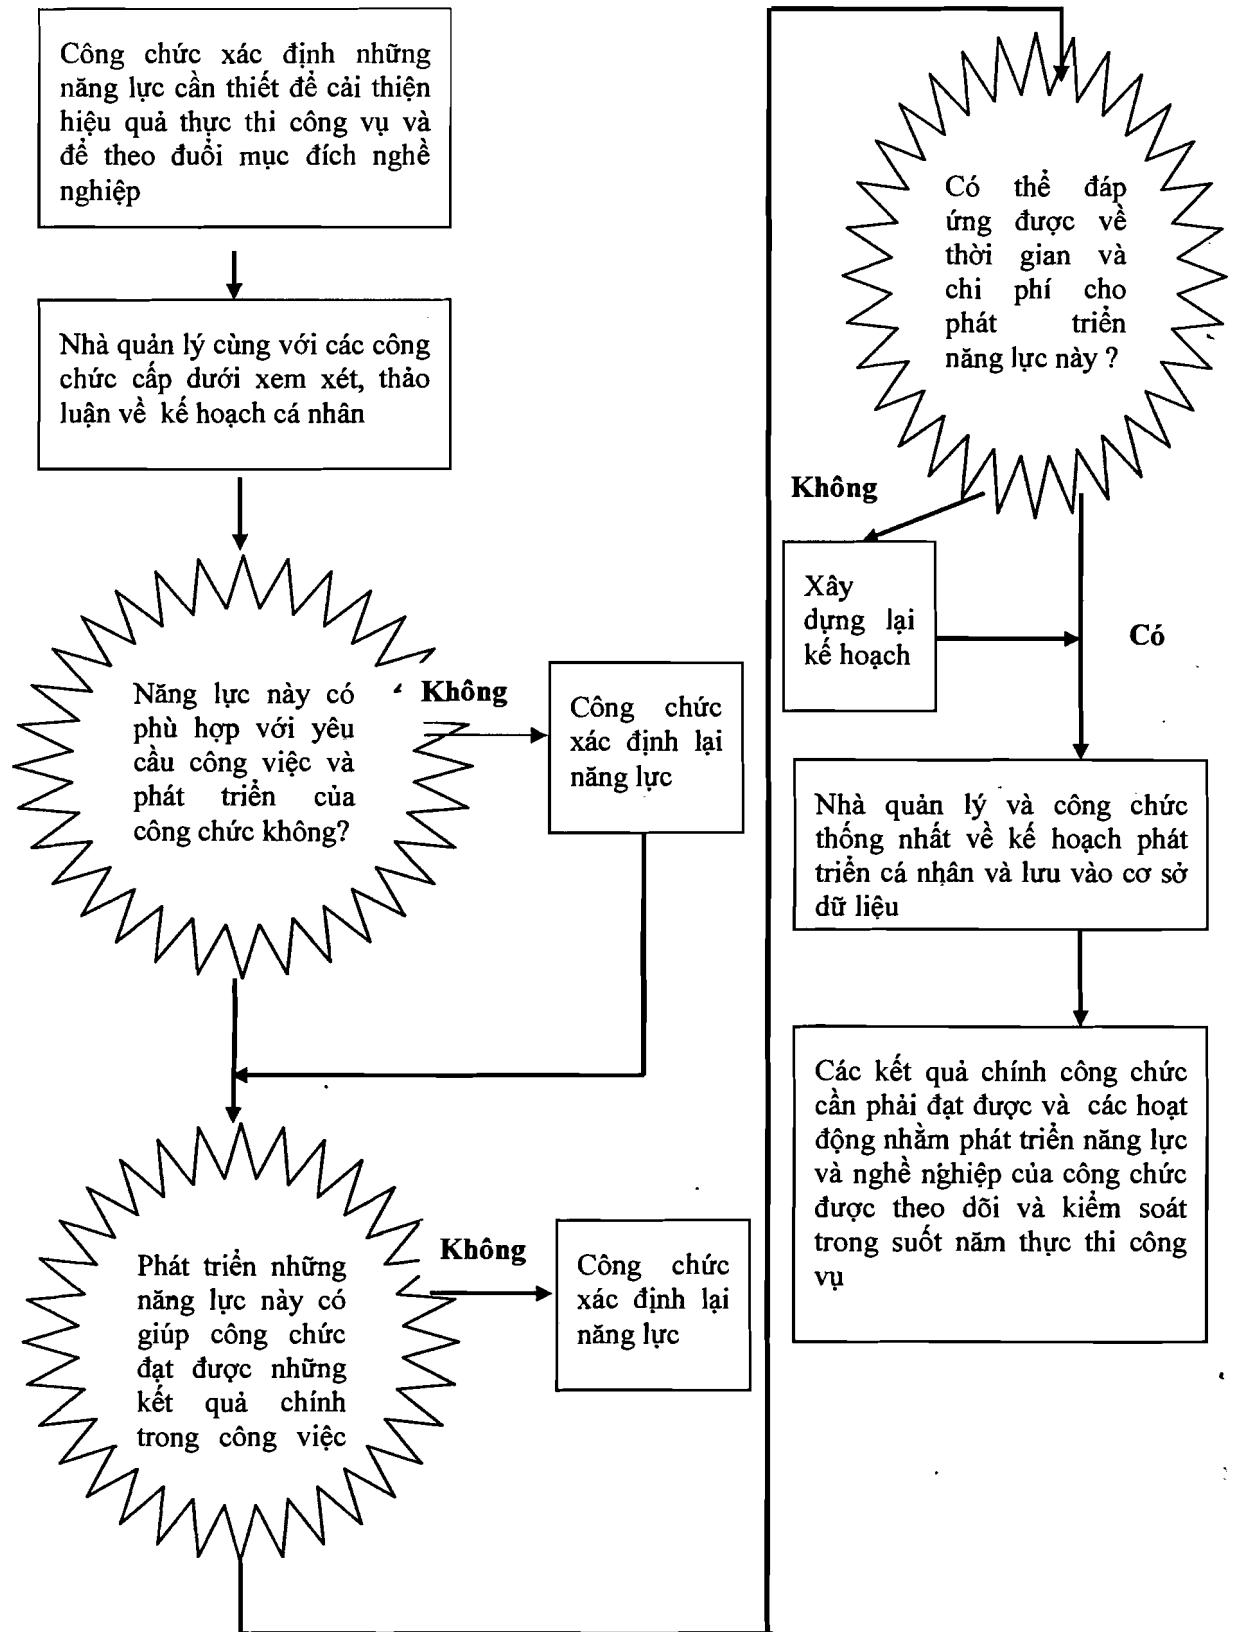 Công chức xác định những
năng lực cần thiết để cải thiện
hiệu quả thực thi công vụ và
để theo đuổi mục đích nghề
nghiệp
Nhà quản lý cùng với các công
chức cấp dưới xem xét, thảo
luận về kế hoạch cá nhân
Năng lực này có
phù hợp với yêu
cầu công việc và
phát triển của
công chức không?
Không
Công chức
xác định lại
năng lực
Phát triển những
năng lực này có
giúp công chức
đạt được những
kết quả chính
trong công việc
Không
Công chức
xác định lại
năng lực
Có thể đáp
ứng được về
thời gian và
chi phí cho
phát triển
năng lực này ?
Không
Xây
dựng lại
kế hoạch
Có
Nhà quản lý và công chức
thống nhất về kế hoạch phát
triển cá nhân và lưu vào cơ sở
dữ liệu
Các kết quả chính công chức
cần phải đạt được và các hoạt
động nhằm phát triển năng lực
và nghề nghiệp của công chức
được theo dõi và kiểm soát
trong suốt năm thực thi công
vụ